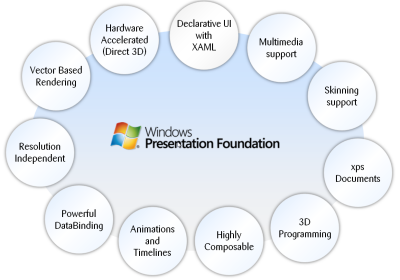 Declarative UI
with
XAML
Multimedia
support
Skinning
support
xps
Documents
3D
Programming
Highly
Composable
Animations
and
Timelines
Powerful
DataBinding
Resolution
Independent
Vector Based
Rendering
Hardware
Accelerated
(Direct 3D)
Windows
Presentation Foundation